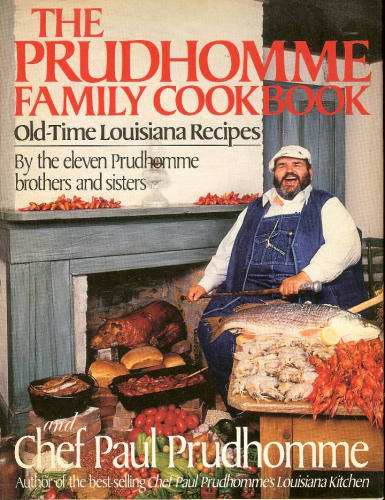 THE
PRUDHOMME
FAMILY COOKBOOK
Old-Time Louisiana Recipes
By the eleven Prudhomme
brothers and sisters
and
Chef Paul Prudhomme
Author of the best-selling Chef Paul Prudhomme's Louisiana Kitchen